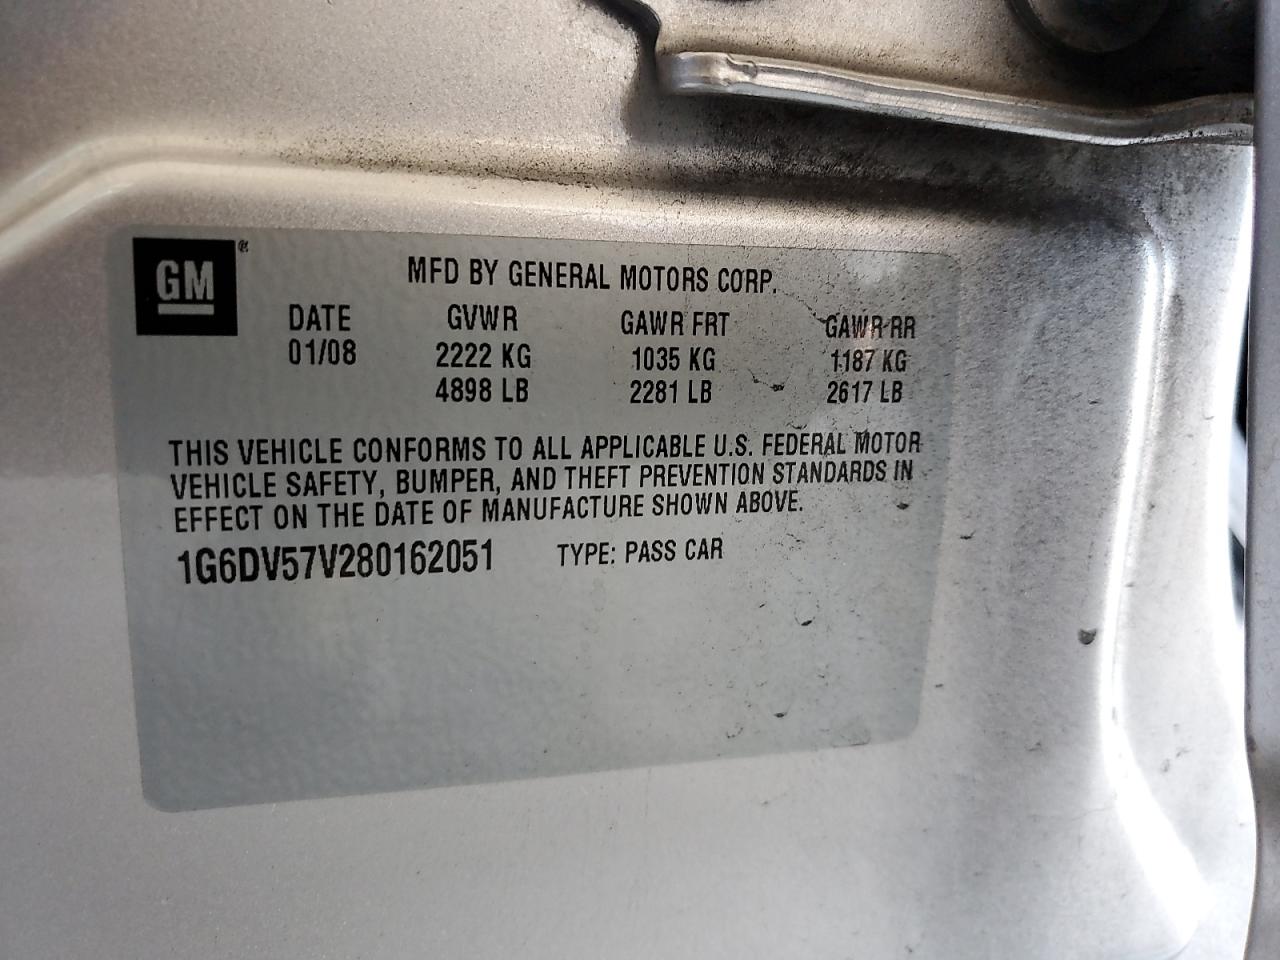 GM®
MFD BY GENERAL MOTORS CORP.
DATE GVWR GAWR FRT GAWR RR
01/08 2222 KG 1035 KG 1187 KG
4898 LB 2281 LB 2617 LB
THIS VEHICLE CONFORMS TO ALL APPLICABLE U.S. FEDERAL MOTOR
VEHICLE SAFETY, BUMPER, AND THEFT PREVENTION STANDARDS IN
EFFECT ON THE DATE OF MANUFACTURE SHOWN ABOVE.
1G6DV57V280162051 TYPE: PASS CAR